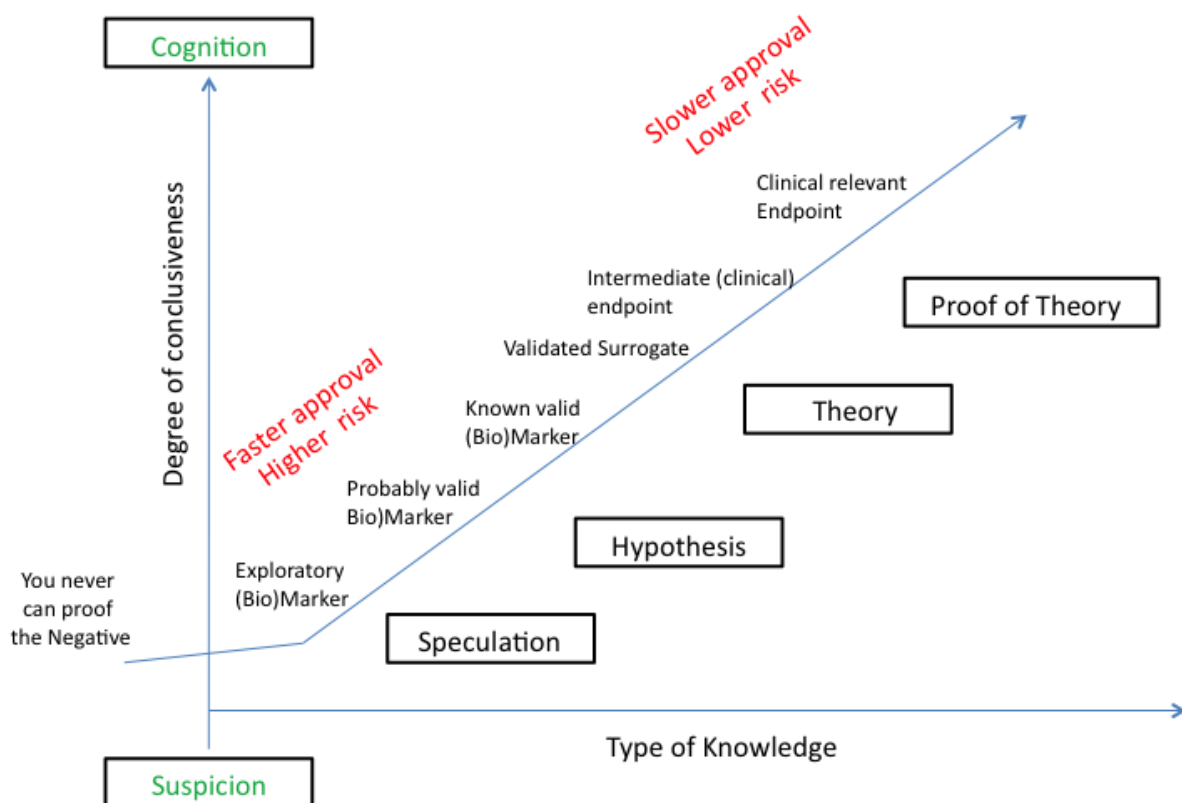 Cognition
Slower approval
Lower risk
Clinical relevant
Endpoint
Degree of conclusiveness
Intermediate (clinical)
endpoint
Proof of Theory
Validated Surrogate
Faster approval
Higher risk
Known valid
(Bio)Marker
Theory
Probably valid
Bio)Marker
Hypothesis
You never
can proof
the Negative
Exploratory
(Bio)Marker
Speculation
Type of Knowledge
Suspicion